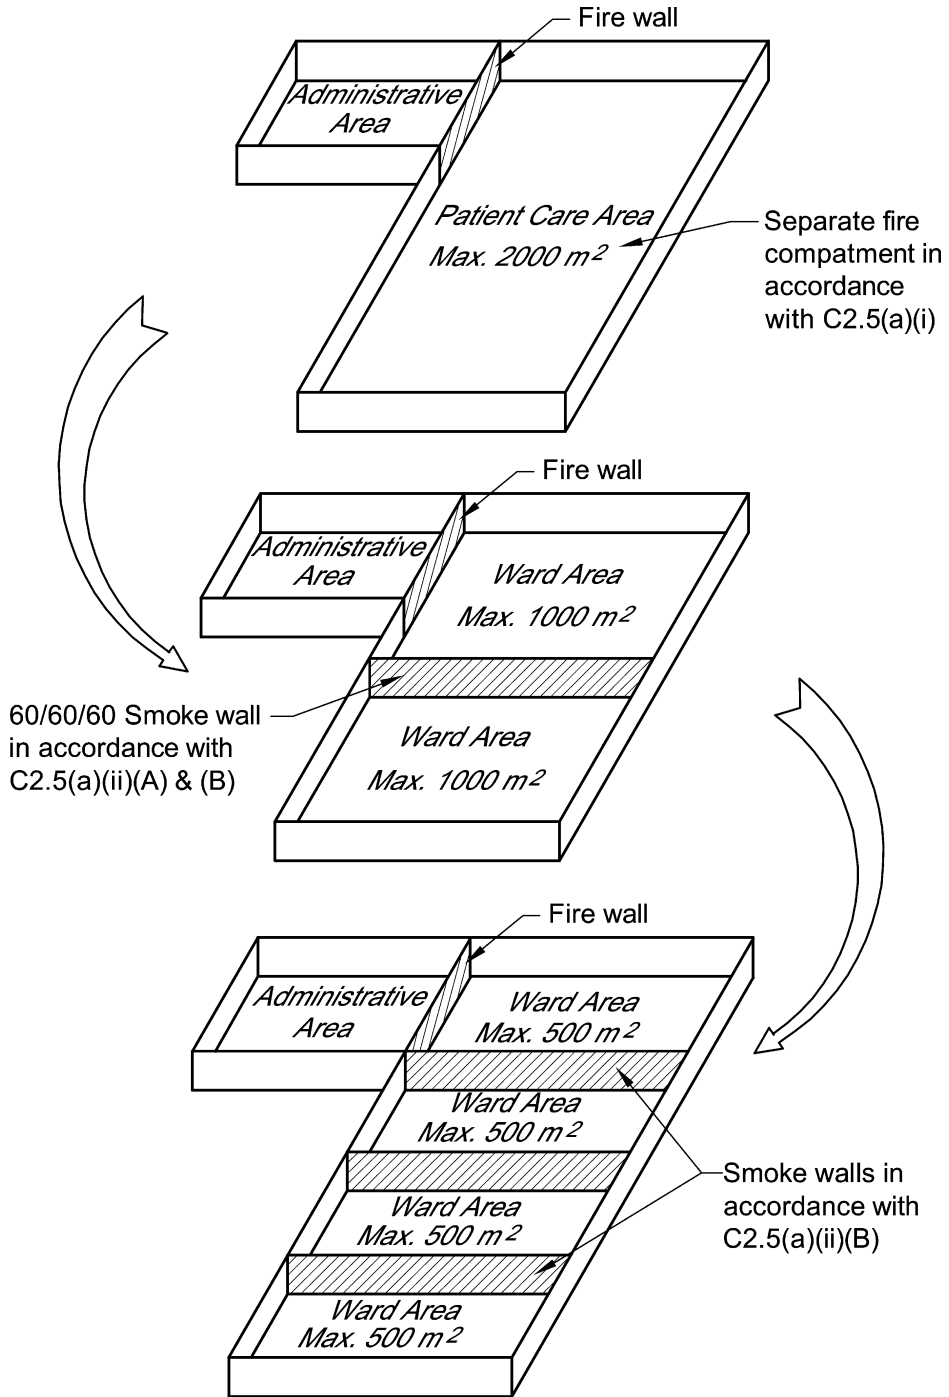 Fire wall
Administrative
Area
Patient Care Area
Max. 2000 m²
Separate fire
compatment in
accordance
with C2.5(a)(i)
Fire wall
Administrative
Area
Ward Area
Max. 1000 m²
60/60/60 Smoke wall
in accordance with
C2.5(a)(ii)(A) & (B)
Ward Area
Max. 1000 m²
Fire wall
Administrative
Area
Ward Area
Max. 500 m²
Ward Area
Max. 500 m²
Smoke walls in
accordance with
C2.5(a)(ii)(B)
Ward Area
Max. 500 m²
Ward Area
Max. 500 m²